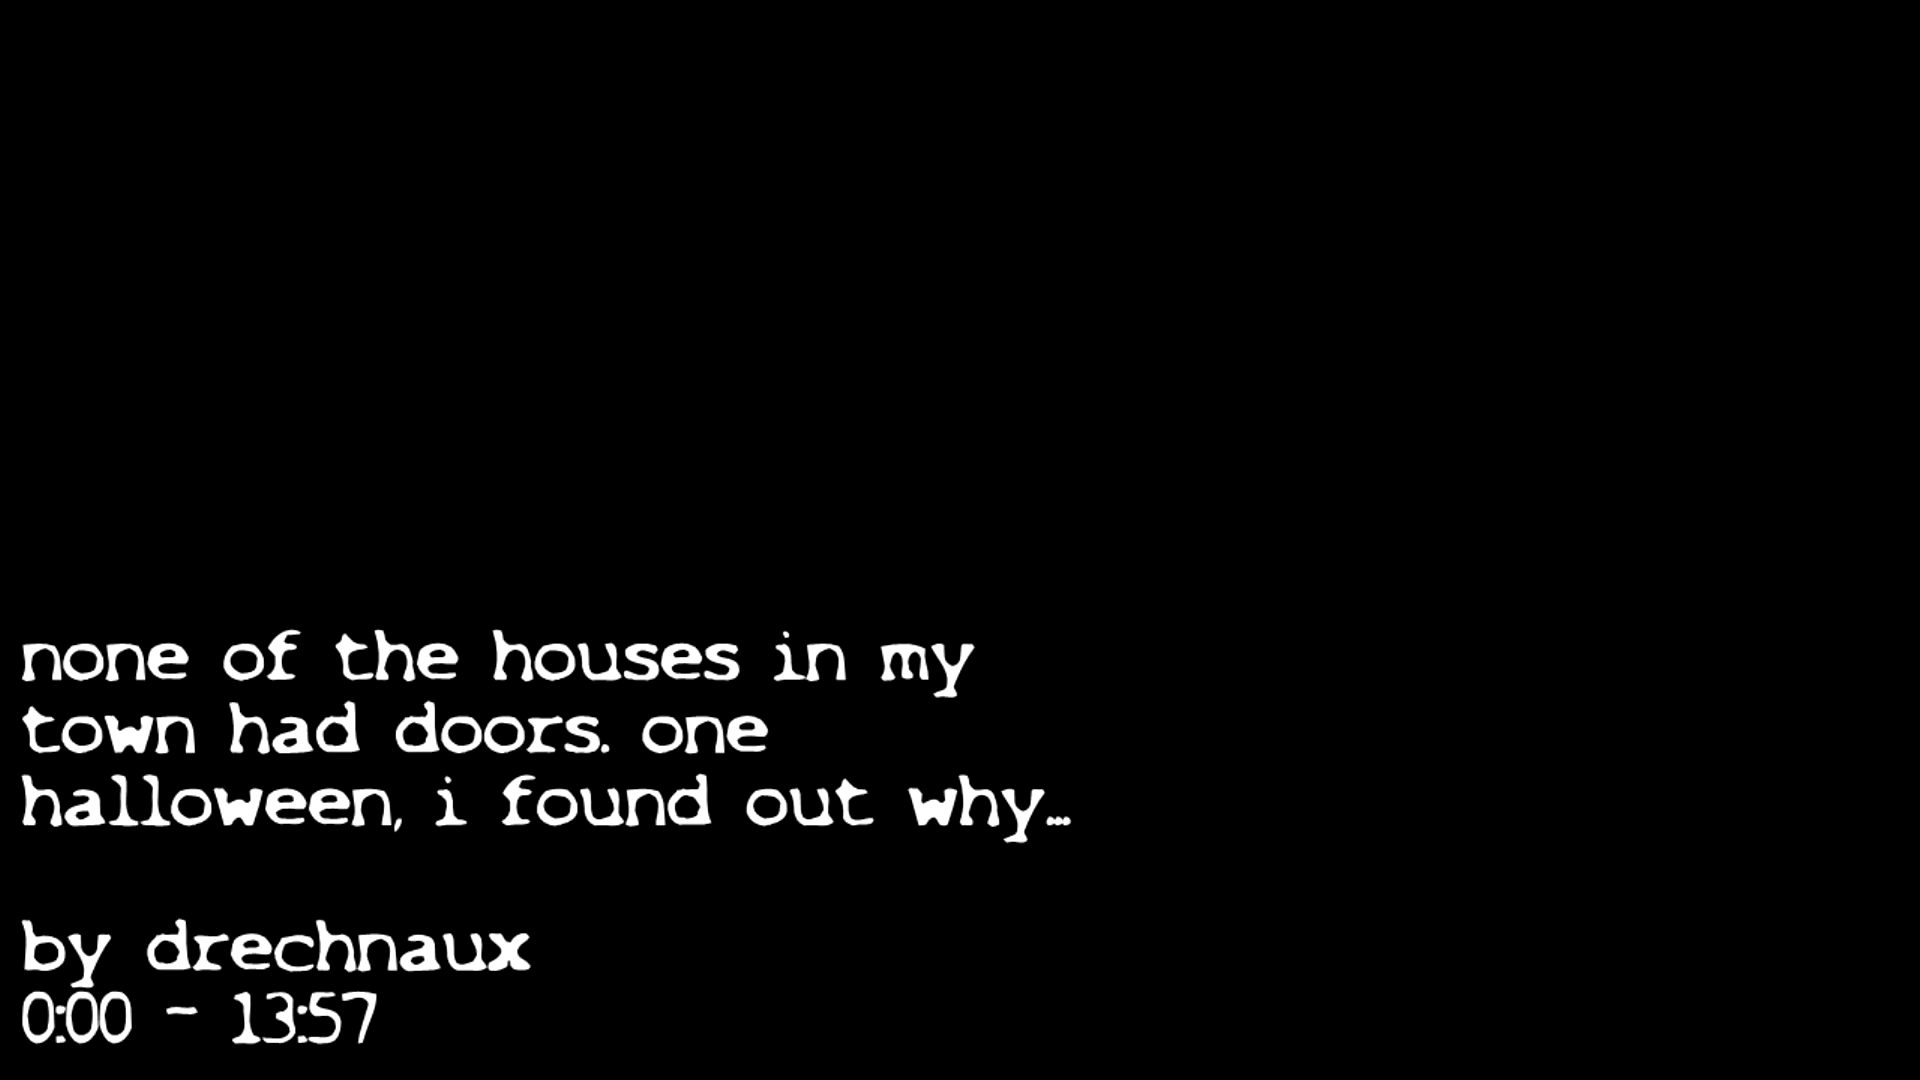 none of the houses in my
town had doors. one
halloween, i found out why...
by drechnaux
0:00 - 13:57